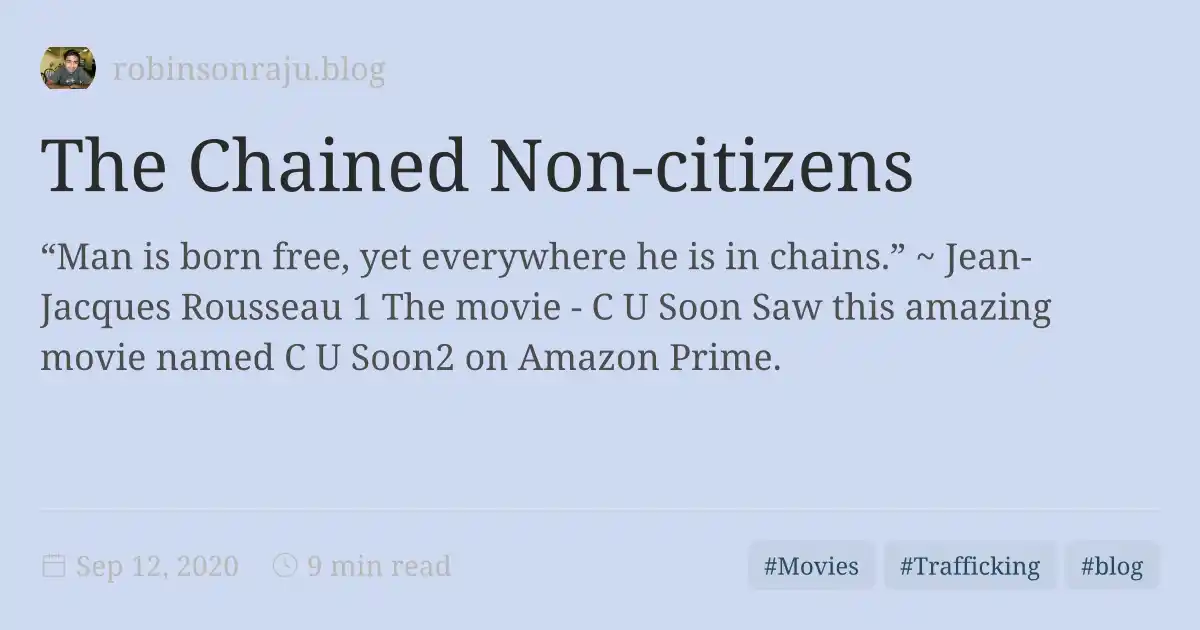 robinsonraju.blog
The Chained Non-citizens
“Man is born free, yet everywhere he is in chains.” ~ Jean-
Jacques Rousseau 1 The movie - C U Soon Saw this amazing
movie named C U Soon2 on Amazon Prime.
Sep 12, 2020 9 min read #Movies #Trafficking #blog